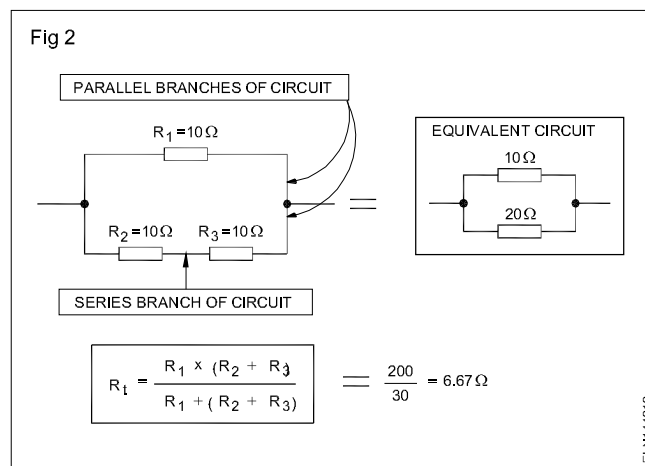 Fig 2
PARALLEL BRANCHES OF CIRCUIT
R1=10Ω
EQUIVALENT CIRCUIT
10Ω
20Ω
R2=10Ω R3=10Ω
SERIES BRANCH OF CIRCUIT
Rt = R1 x (R2 + R3) / R1 + (R2 + R3) = 200 / 30 = 6.67Ω